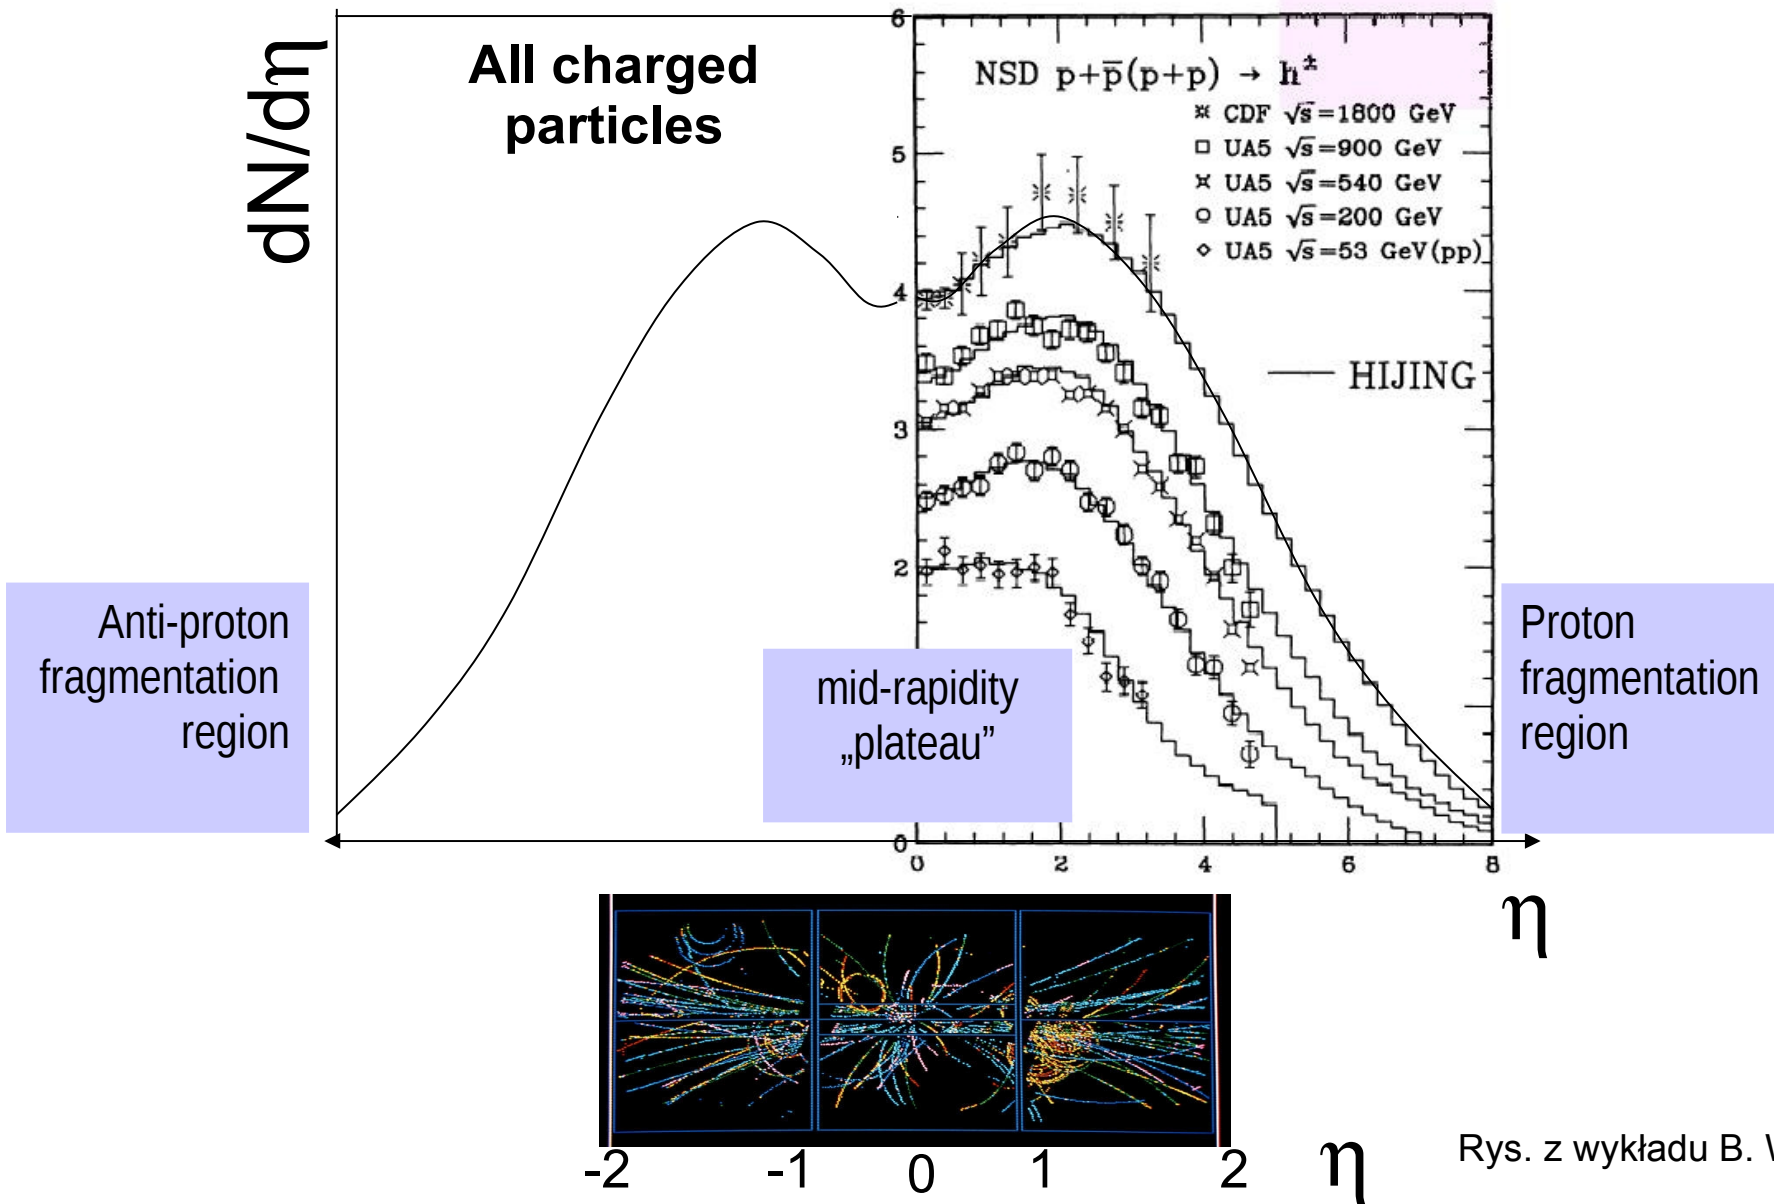 dN/dη
All charged
particles
6
5
4
3
2
0
NSD p+p̅(p+p) → h±
CDF √s=1800 GeV
UA5 √s=900 GeV
UA5 √s=540 GeV
UA5 √s=200 GeV
UA5 √s=53 GeV(pp)
HIJING
Anti-proton
fragmentation
region
mid-rapidity
„plateau”
Proton
fragmentation
region
0 2 4 6 8
η
-2 -1 0 1 2 η
Rys. z wykładu B.